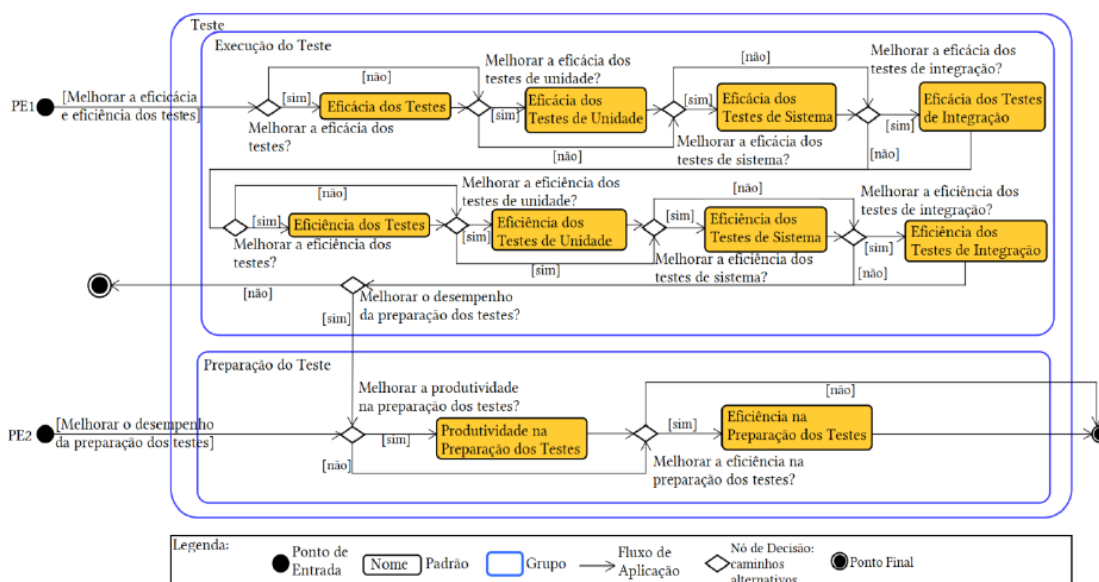 Teste
Execução do Teste
PE1
[Melhorar a eficicácia
e eficiência dos testes]
[não]
[sim]
Melhorar a eficácia dos
testes?
Eficácia dos Testes
Melhorar a eficácia dos
testes de unidade?
[sim]
[não]
Eficácia dos
Testes de Unidade
[não]
[sim]
Melhorar a eficácia dos
testes de sistema?
Eficácia dos
Testes de Sistema
Melhorar a eficácia dos
testes de integração?
[sim]
[não]
Eficácia dos Testes
de Integração
[não]
[sim]
Melhorar a eficiência dos
testes?
Eficiência dos Testes
Melhorar a eficiência dos
testes de unidade?
[sim]
[sim]
Eficiência dos
Testes de Unidade
[não]
[sim]
Melhorar a eficiência dos
testes de sistema?
Eficiência dos
Testes de Sistema
Melhorar a eficiência dos
testes de integração?
[sim]
[não]
Eficiência dos
Testes de Integração
[não]
Melhorar o desempenho
da preparação dos testes?
[sim]
Preparação do Teste
PE2
[Melhorar o desempenho
da preparação dos testes]
Melhorar a produtividade
na preparação dos testes?
[sim]
[não]
Produtividade na
Preparação dos Testes
[não]
[sim]
Melhorar a eficiência na
preparação dos testes?
Eficiência na
Preparação dos Testes
Legenda:
Ponto de
Entrada
Nome
Padrão
Grupo
Fluxo de
Aplicação
Nó de Decisão:
caminhos
alternativos
Ponto Final